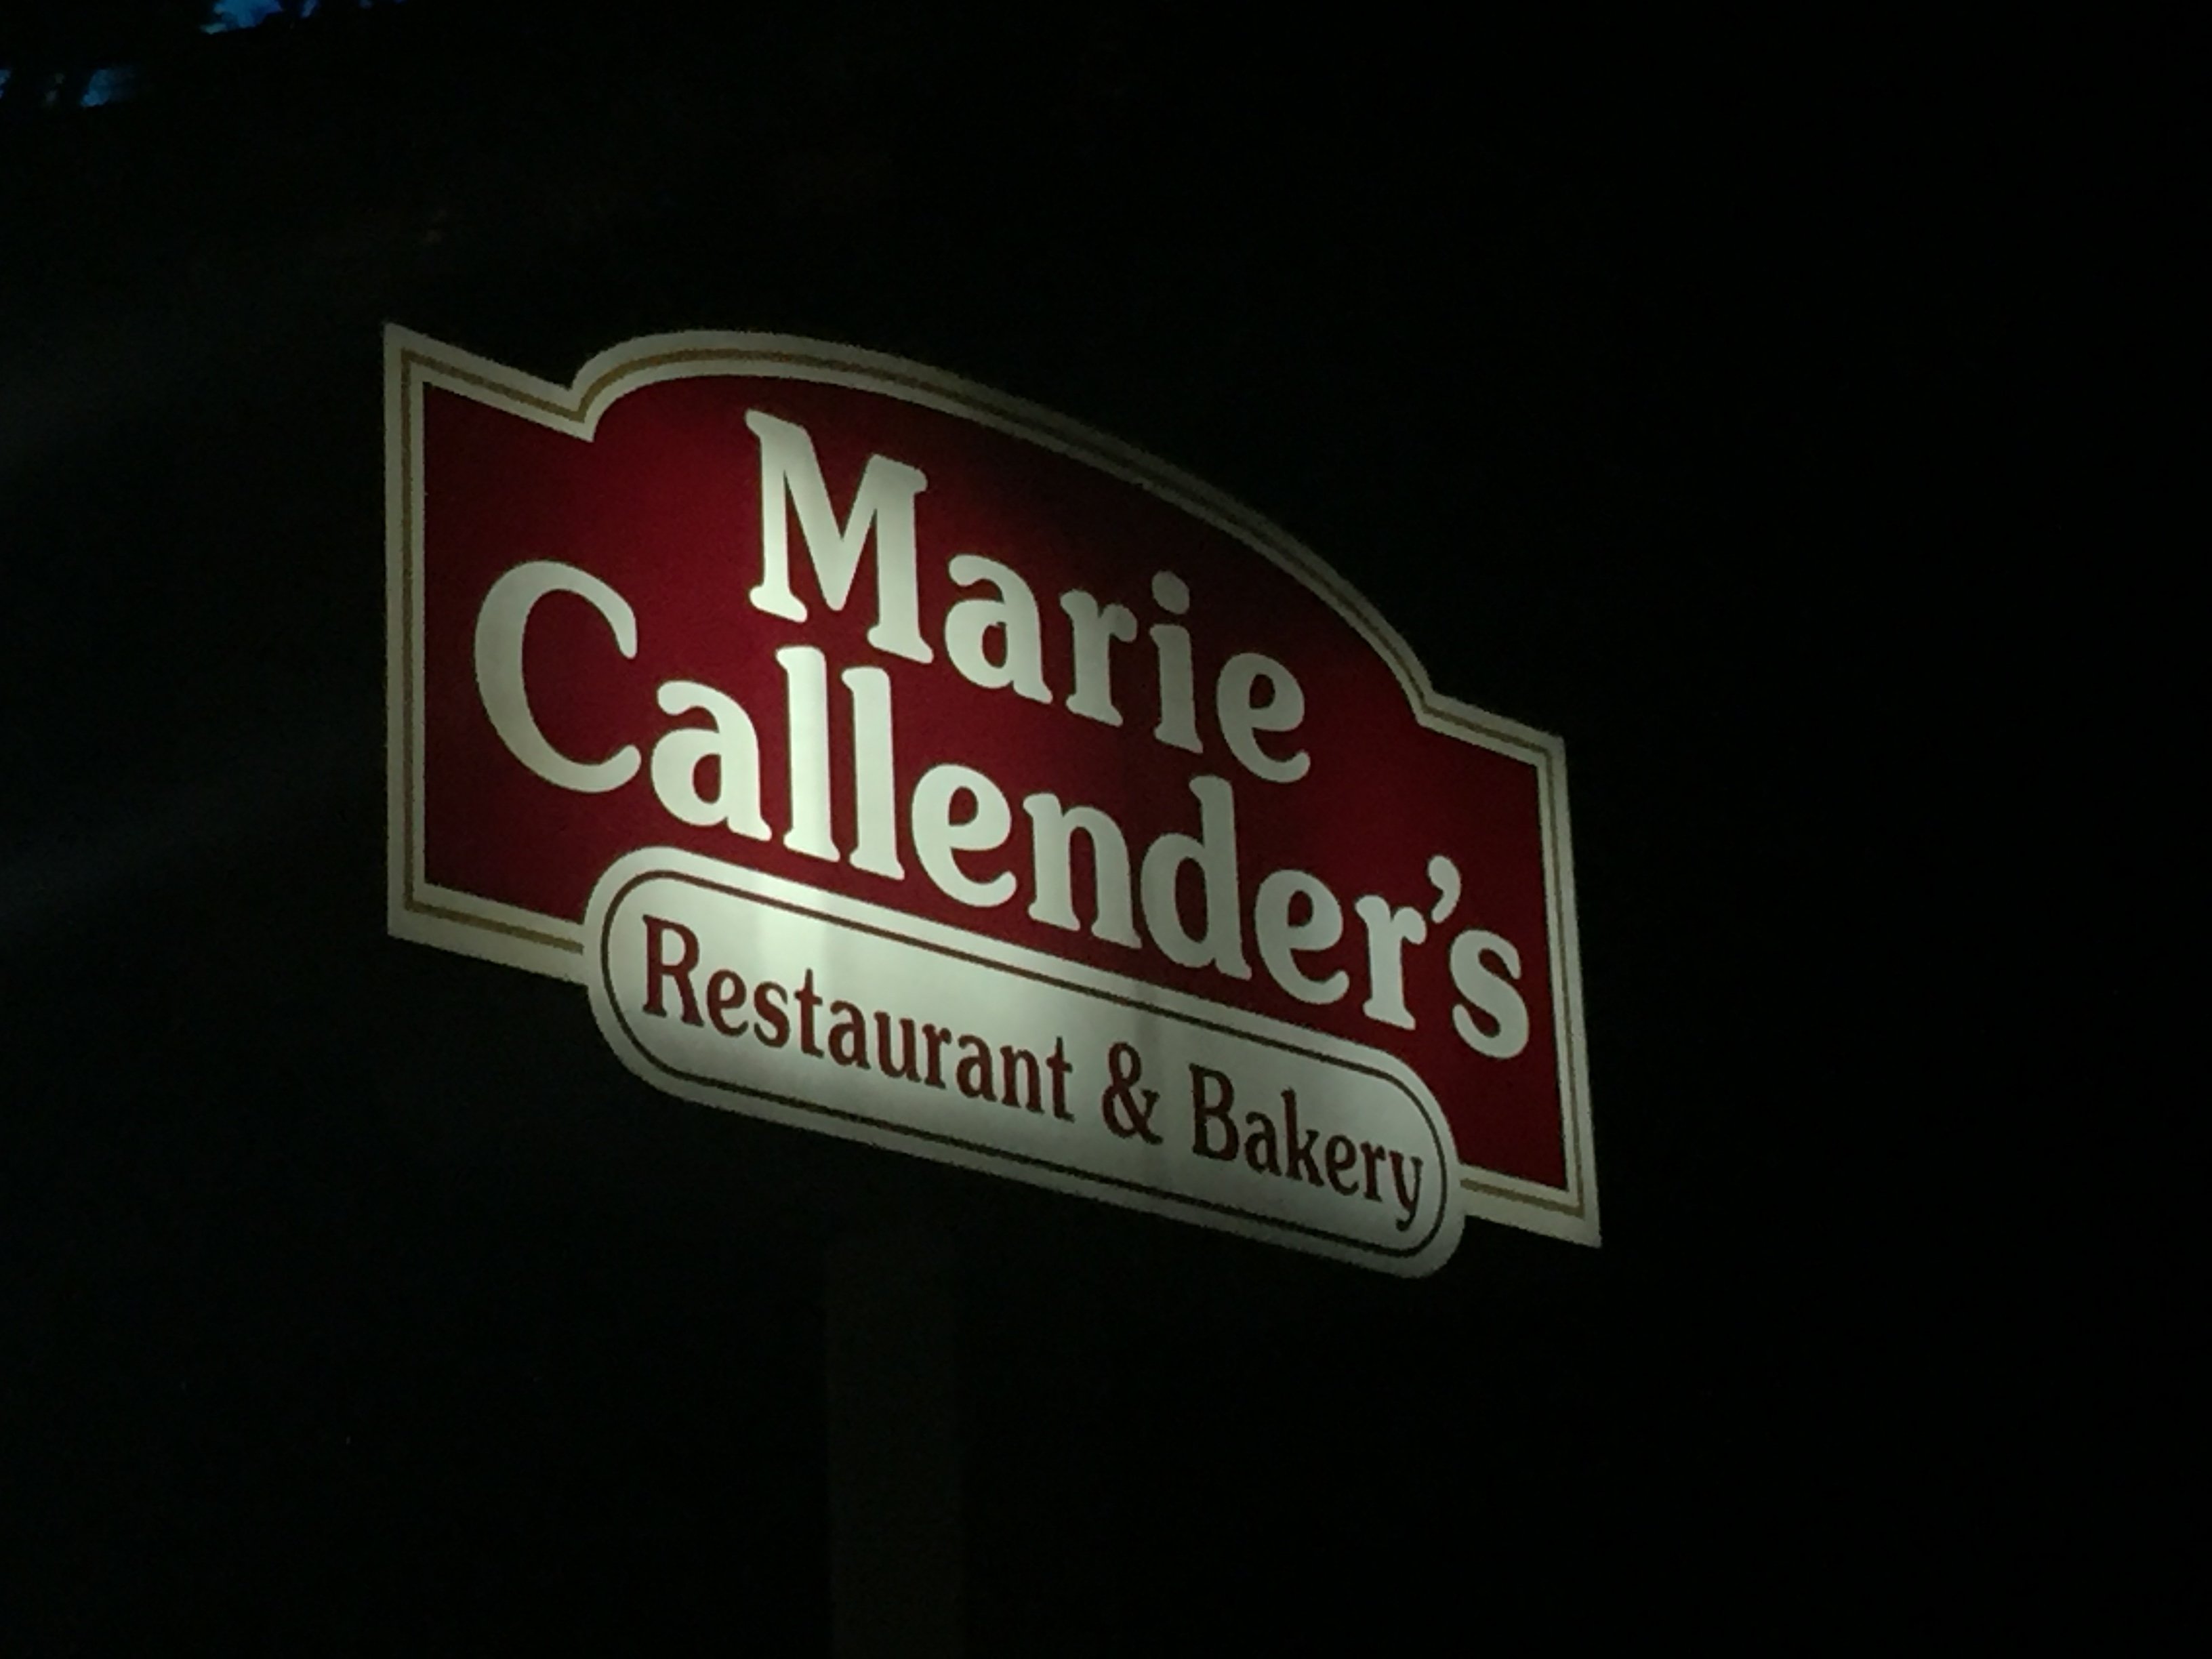 Marie
Callender's
Restaurant & Bakery